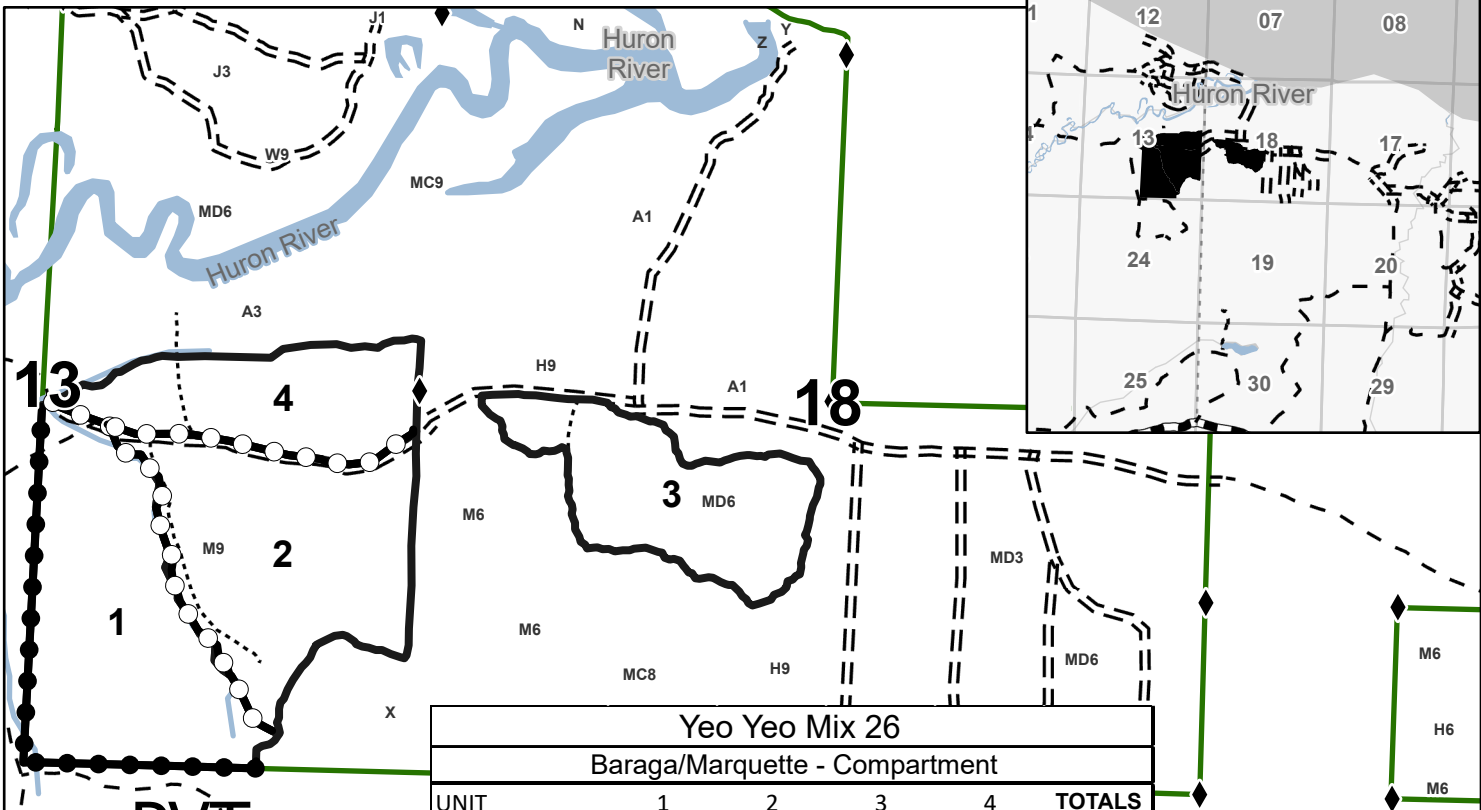 J1
N
Huron
River
Z
Y
J3
W9
MC9
MD6
A1
Huron River
A3
13
4
H9
A1
18
3
MD6
M6
M9
2
MD3
1
M6
MC8
H9
MD6
M6
X
H6
M6
12
07
08
Huron River
13
18
17
24
19
20
25
30
29
Yeo Yeo Mix 26
Baraga/Marquette - Compartment
UNIT 1 2 3 4 TOTALS